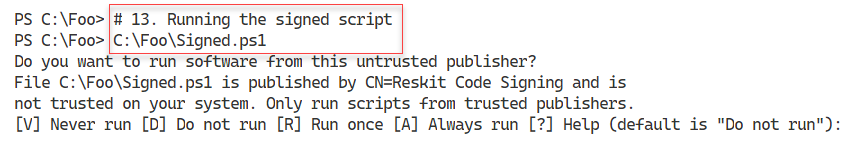 PS C:\Foo> # 13. Running the signed script
PS C:\Foo> C:\Foo\Signed.ps1
Do you want to run software from this untrusted publisher?
File C:\Foo\Signed.ps1 is published by CN=Reskit Code Signing and is
not trusted on your system. Only run scripts from trusted publishers.
[V] Never run [D] Do not run [R] Run once [A] Always run [?] Help (default is "Do not run"):